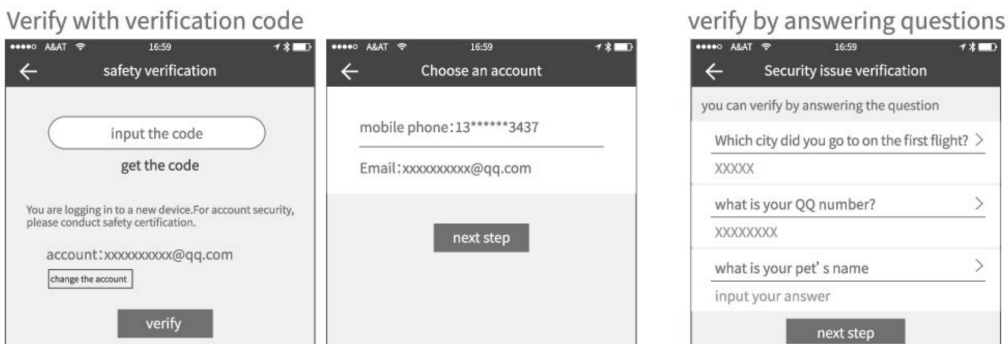 Verify with verification code
A&AT 16:59
safety verification
input the code
get the code
You are logging in to a new device.For account security,
please conduct safety certification.
account:xxxxxxxxxx@qq.com
change the account
verify
A&AT 16:59
Choose an account
mobile phone:13******3437
Email:xxxxxxxxxx@qq.com
next step
verify by answering questions
A&AT 16:59
Security issue verification
you can verify by answering the question
Which city did you go to on the first flight? >
XXXXX
what is your QQ number? >
XXXXXXXX
what is your pet's name >
input your answer
next step